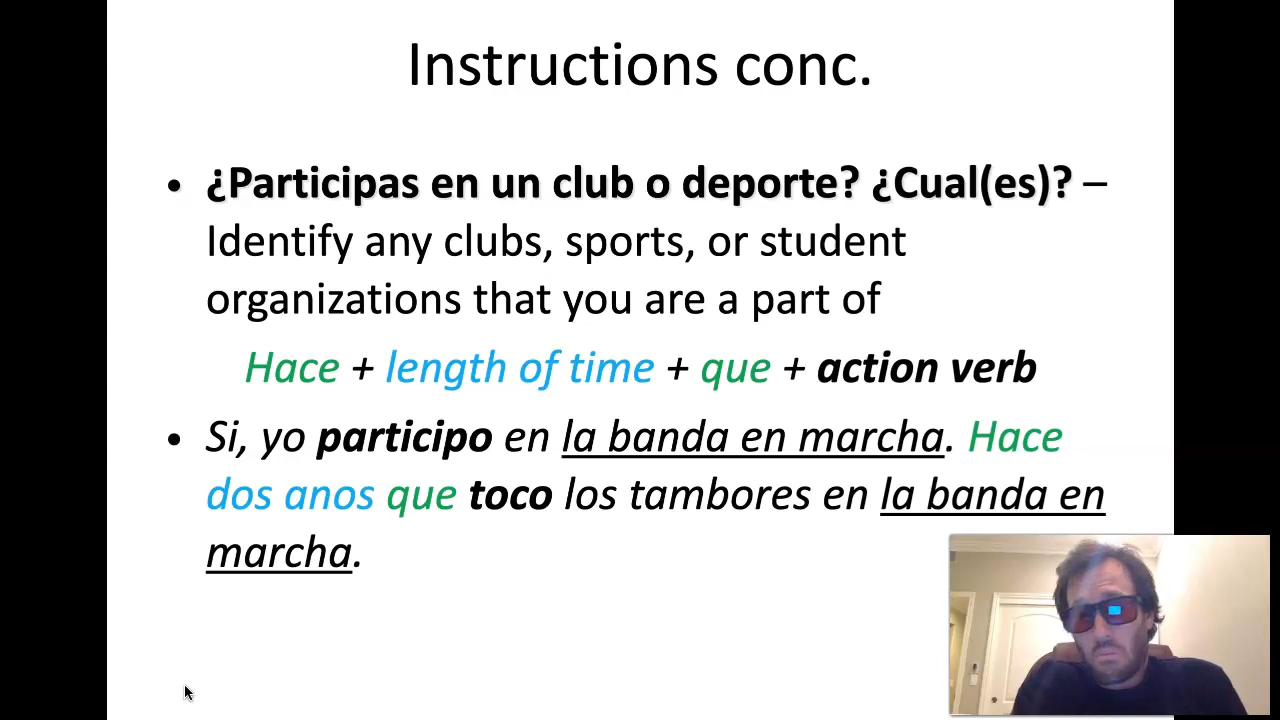 Instructions conc.
• ¿Participas en un club o deporte? ¿Cual(es)? –
Identify any clubs, sports, or student
organizations that you are a part of
Hace + length of time + que + action verb
• Si, yo participo en la banda en marcha. Hace
dos anos que toco los tambores en la banda en
marcha.